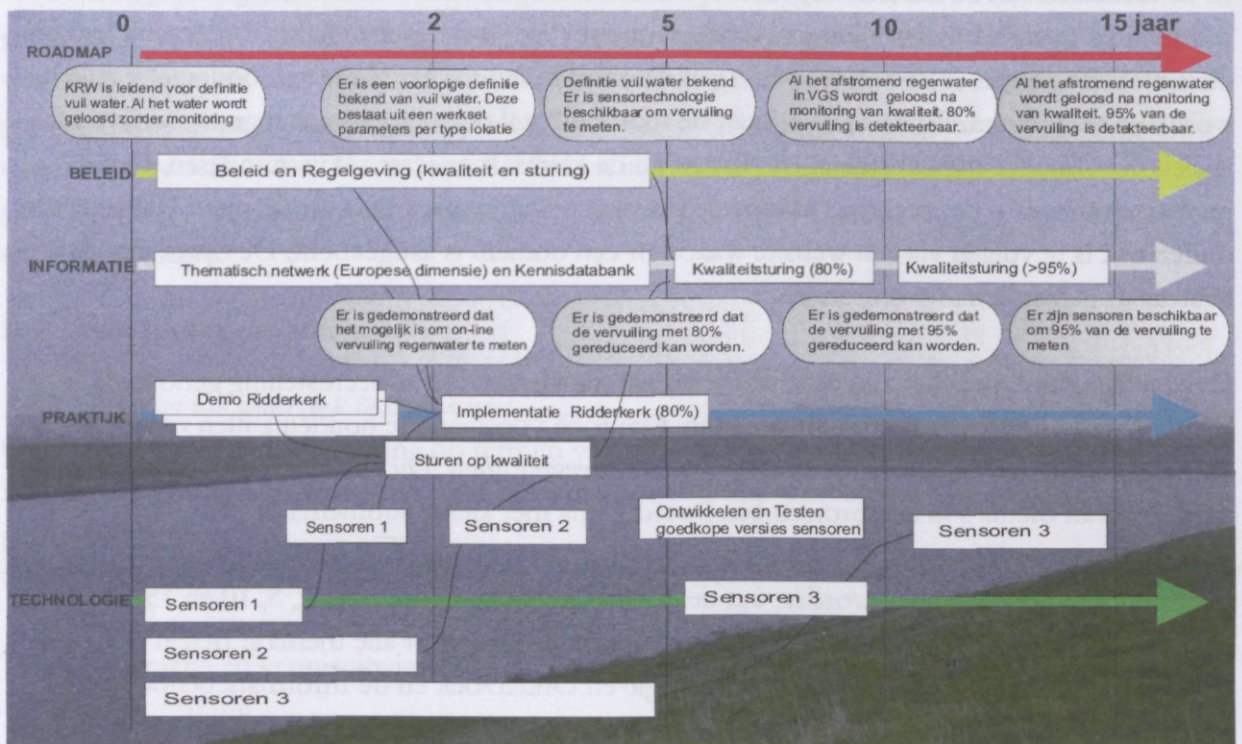 0 2 5 10 15 jaar
ROADMAP
KRW is leidend voor definitie
vuil water. Al het water wordt
geloosd zonder monitoring
Er is een voorlopige definitie
bekend van vuil water. Deze
bestaat uit een werkset
parameters per type lokatie
Definitie vuil water bekend
Er is sensortechnologie
beschikbaar om vervuiling
te meten.
Al het afstromend regenwater
in VGS wordt geloosd na
monitoring van kwaliteit. 80%
vervuiling is detekteerbaar.
Al het afstromend regenwater
wordt geloosd na monitoring
van kwaliteit. 95% van de
vervuiling is detekteerbaar.
BELEID
Beleid en Regelgeving (kwaliteit en sturing)
INFORMATIE
Thematisch netwerk (Europese dimensie) en Kennisdatabank
Kwaliteitsturing (80%)
Kwaliteitsturing (>95%)
Er is gedemonstreerd dat
het mogelijk is om on-line
vervuiling regenwater te meten
Er is gedemonstreerd dat
de vervuiling met 80%
gereduceerd kan worden.
Er is gedemonstreerd dat
de vervuiling met 95%
gereduceerd kan worden.
Er zijn sensoren beschikbaar
om 95% van de vervuiling te
meten
PRAKTIJK
Demo Ridderkerk
Implementatie Ridderkerk (80%)
Sturen op kwaliteit
Sensoren 1
Sensoren 2
Ontwikkelen en Testen
goedkope versies sensoren
Sensoren 3
TECHNOLOGIE
Sensoren 1
Sensoren 3
Sensoren 2
Sensoren 3